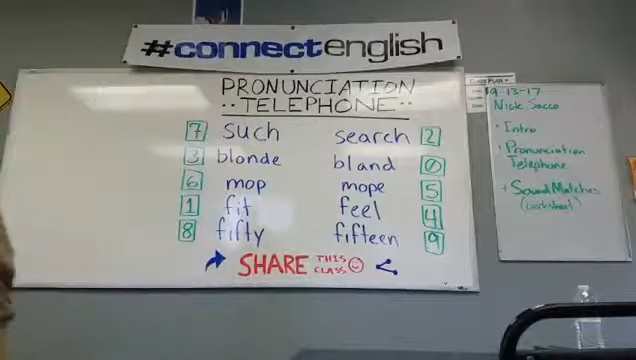 #connectenglish
PRONUNCIATION
··TELEPHONE··
7 such search 2
3 blonde bland 0
6 mop mope 5
1 fit feel 4
8 fifty fifteen 9
SHARE THIS CLASS
CLASS PLAN
9-13-17
Nick Sacco
· Intro
· Pronunciation
Telephone
· Sound Matches
(worksheet)